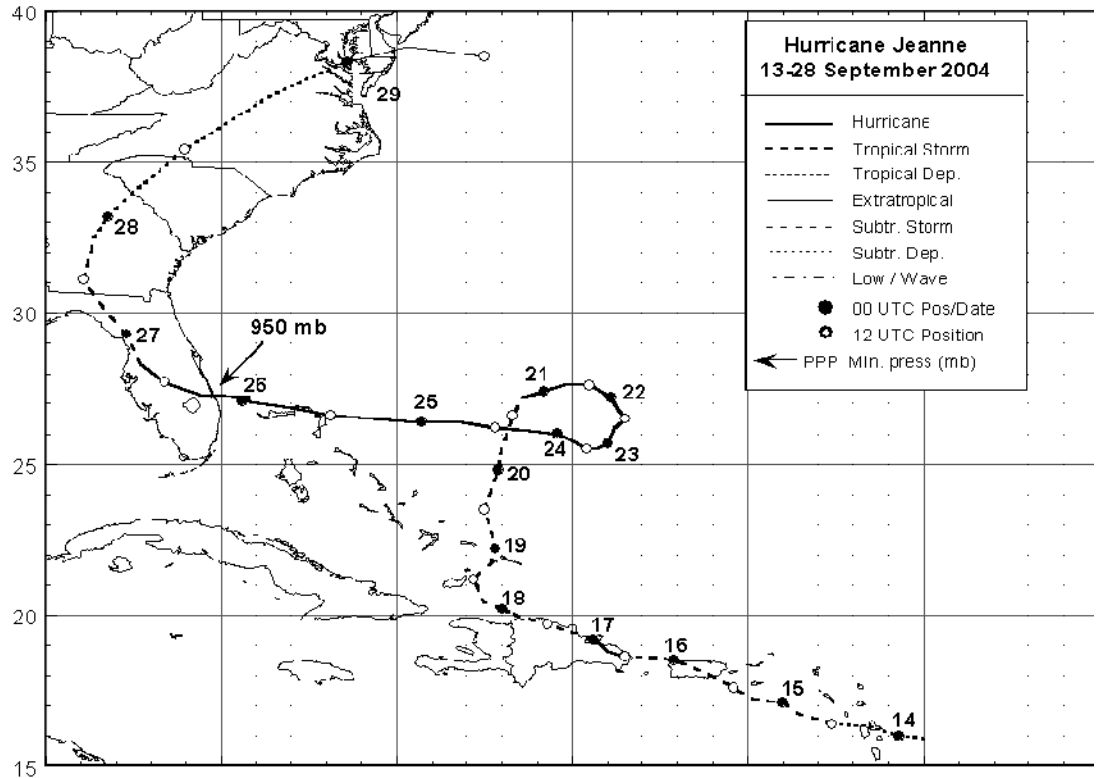 40
Hurricane Jeanne
13-28 September 2004
Hurricane
Tropical Storm
Tropical Dep.
Extratropical
Subtr. Storm
Subtr. Dep.
Low / Wave
00 UTC Pos/Date
12 UTC Position
PPP Min. press (mb)
29
35
28
30
27
950 mb
26
25
21
22
24
23
25
20
19
18
20
17
16
15
14
15